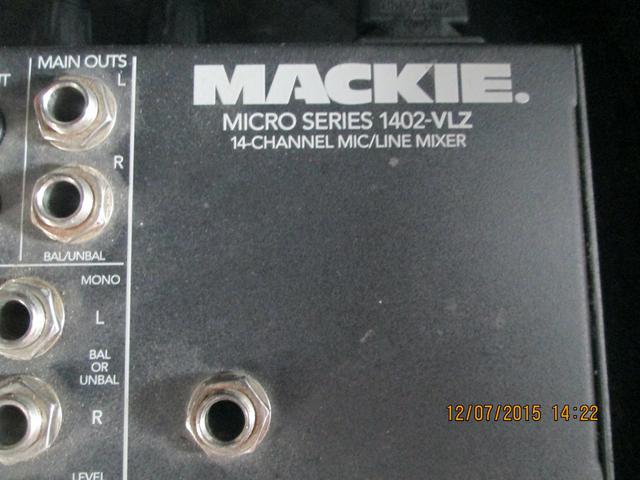 MAIN OUTS
L
R
BAL/UNBAL
MONO
L
BAL
OR
UNBAL
R
LEVEL
MACKIE.
MICRO SERIES 1402-VLZ
14-CHANNEL MIC/LINE MIXER
12/07/2015 14:22